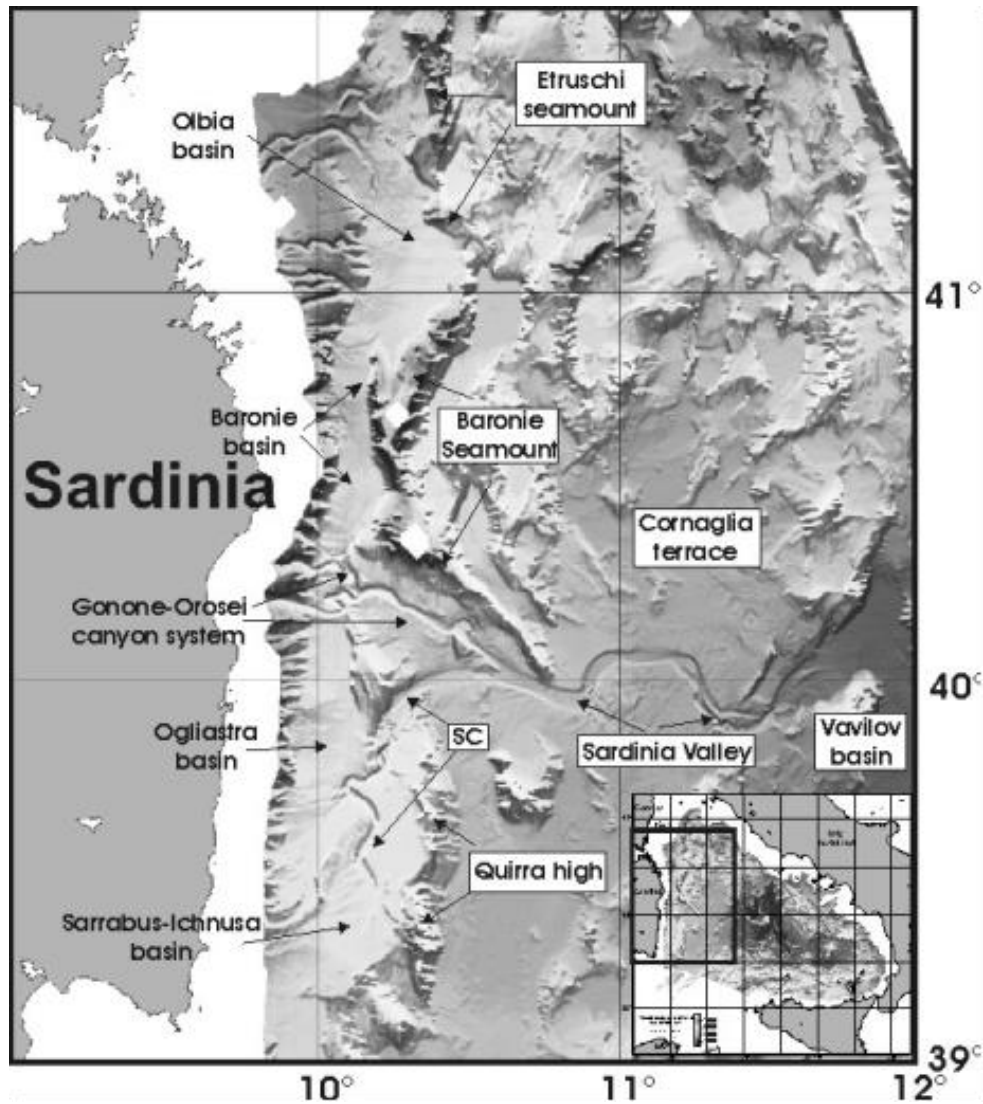 Etruschi
seamount
Olbia
basin
41°
Baronie
basin
Baronie
Seamount
Sardinia
Cornaglia
terrace
Gonone-Orosei
canyon system
40°
Ogliastra
basin
SC
Sardinia Valley
Vavilov
basin
Quirra high
Sarrabus-Ichnusa
basin
39°
10°
11°
12°